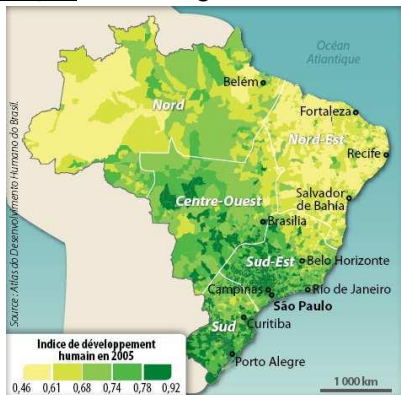 Océan
Atlantique
Belém
Nord
Fortaleza
Nord-Est
Recife
Salvador
de Bahía
Centre-Ouest
Brasilia
Sud-Est
Belo Horizonte
Campinas
Rio de Janeiro
São Paulo
Sud
Curitiba
Porto Alegre
Source : Atlas do Desenvolvimento Humano do Brasil.
Indice de développement
humain en 2005
0,46 0,61 0,68 0,74 0,78 0,92
1 000 km